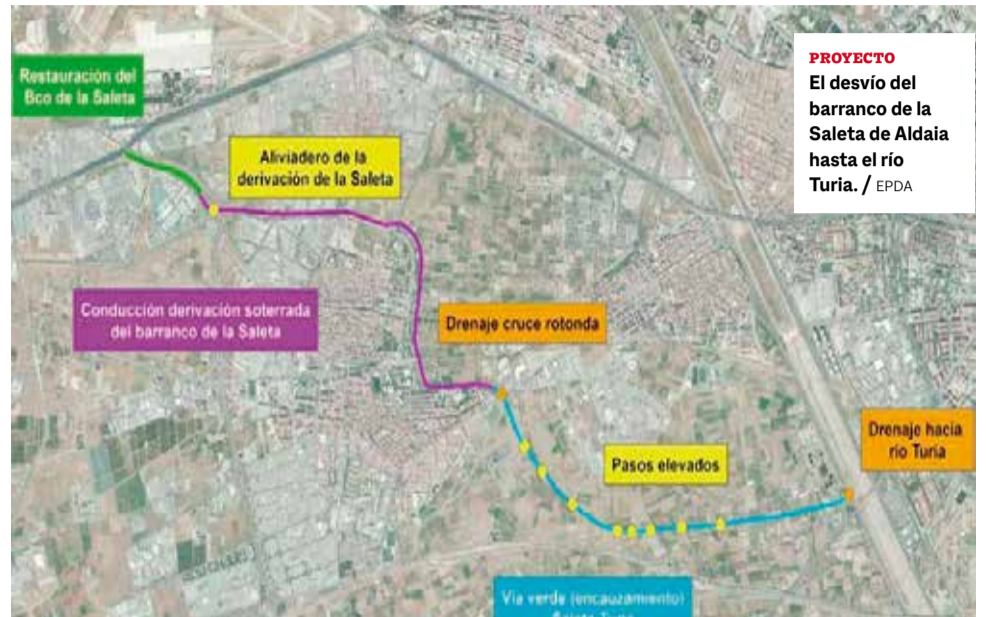 PROYECTO
El desvío del
barranco de la
Saleta de Aldaia
hasta el río
Turia. / EPDA
Restauración del
Bco de la Saleta
Aliviadero de la
derivación de la Saleta
Conducción derivación soterrada
del barranco de la Saleta
Drenaje cruce rotonda
Pasos elevados
Drenaje hacia
río Turia
Vía verde (encauzamiento)